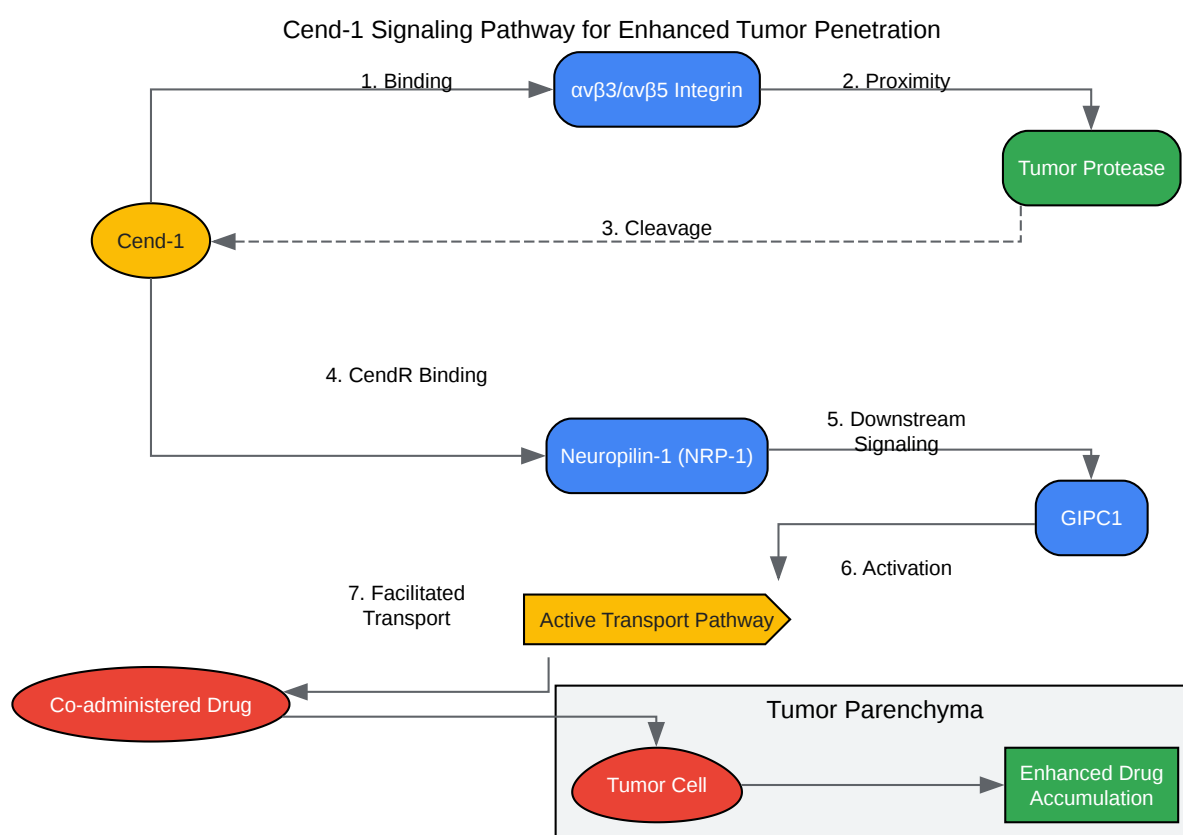 Cend-1 Signaling Pathway for Enhanced Tumor Penetration
1. Binding
αvβ3/αvβ5 Integrin
2. Proximity
Tumor Protease
3. Cleavage
Cend-1
4. CendR Binding
Neuropilin-1 (NRP-1)
5. Downstream
Signaling
GIPC1
6. Activation
7. Facilitated
Transport
Active Transport Pathway
Co-administered Drug
Tumor Parenchyma
Tumor Cell
Enhanced Drug
Accumulation